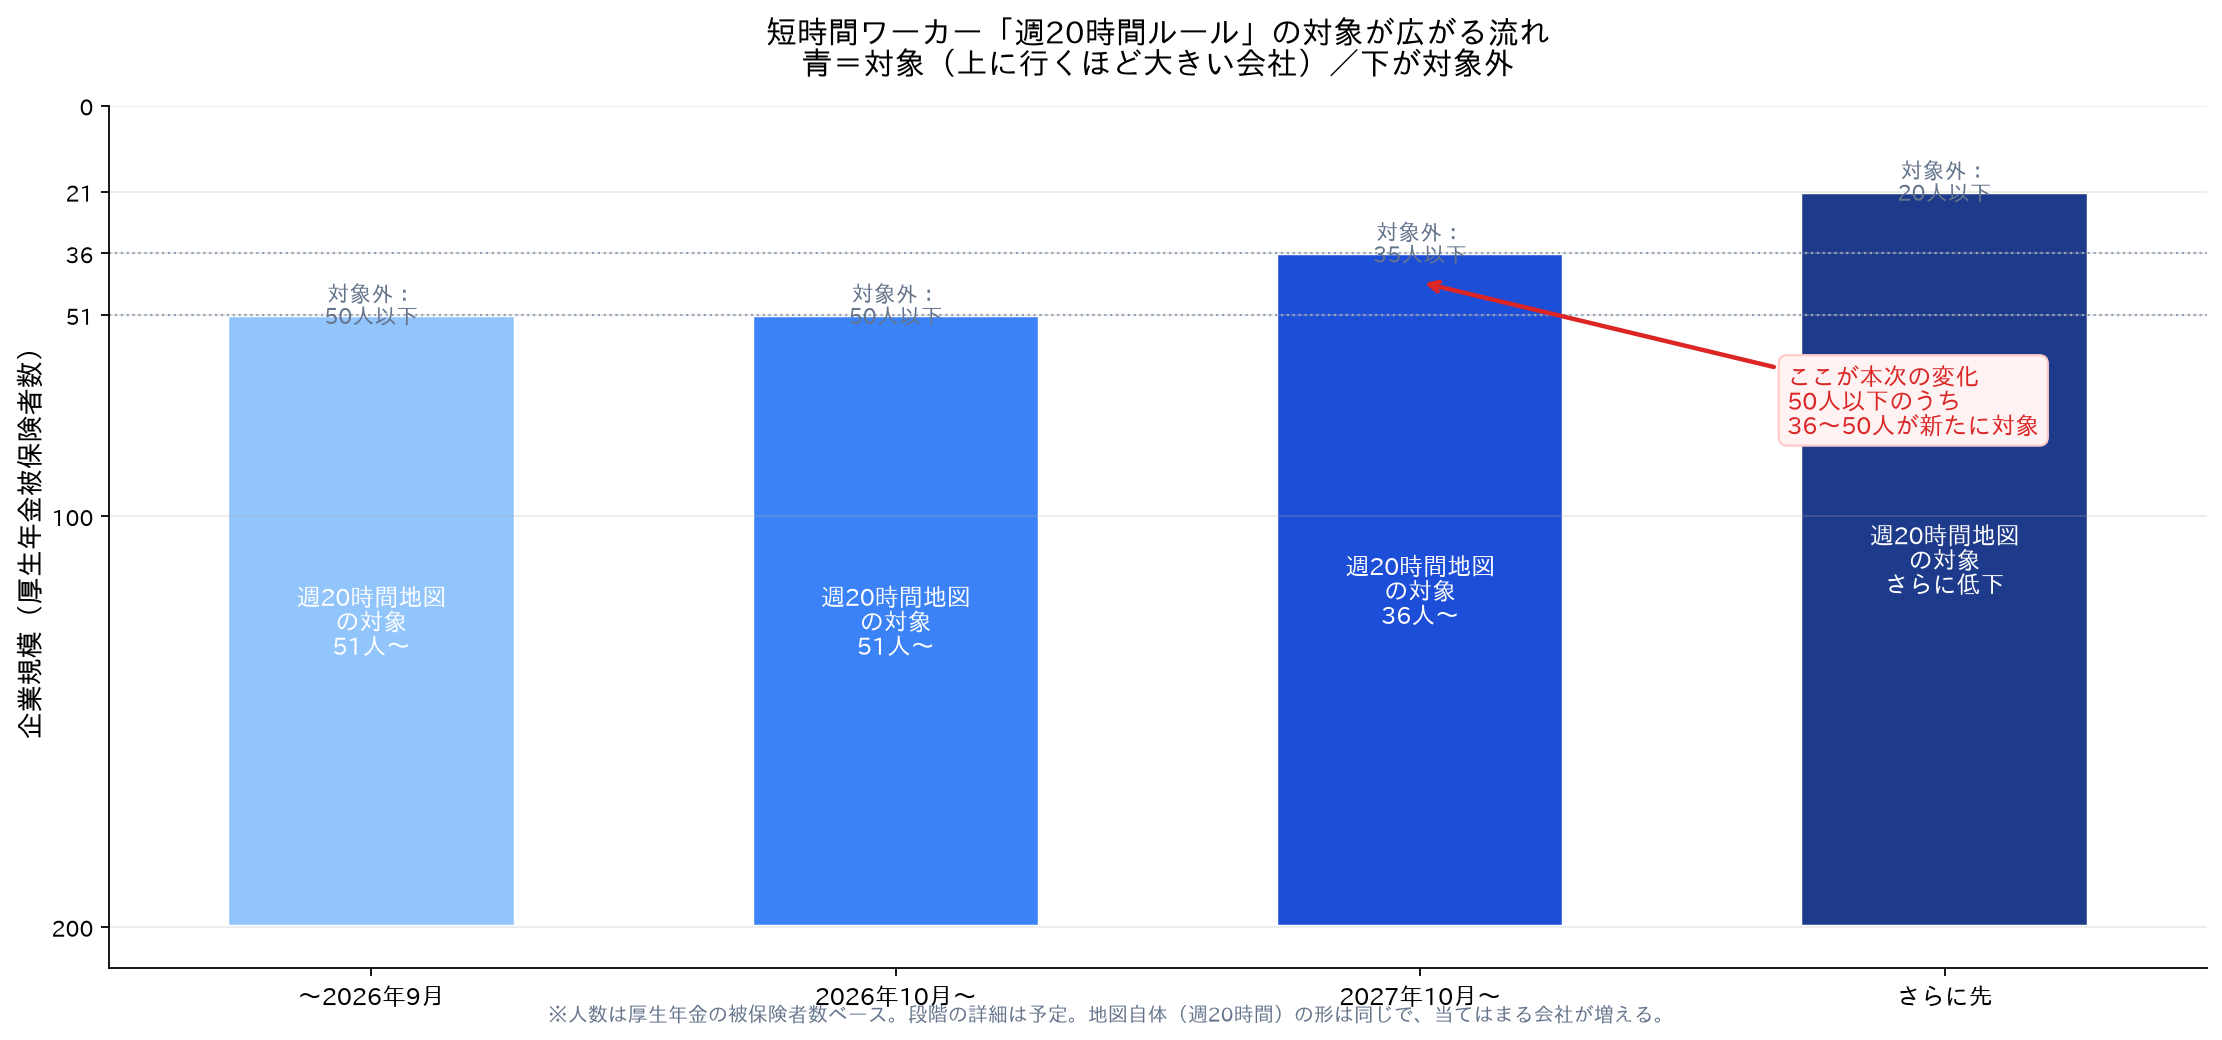 短時間ワーカー「週20時間ルール」の対象が広がる流れ
青＝対象（上に行くほど大きい会社）／下が対象外
企業規模（厚生年金被保険者数）
0
21
36
51
100
200
対象外：
50人以下
週20時間地図
の対象
51人～
対象外：
50人以下
週20時間地図
の対象
51人～
対象外：
35人以下
週20時間地図
の対象
36人～
対象外：
20人以下
週20時間地図
の対象
さらに低下
ここが本次の変化
50人以下のうち
36～50人が新たに対象
～2026年9月
2026年10月～
2027年10月～
さらに先
※人数は厚生年金の被保険者数ベース。段階の詳細は予定。地図自体（週20時間）の形は同じで、当てはまる会社が増える。